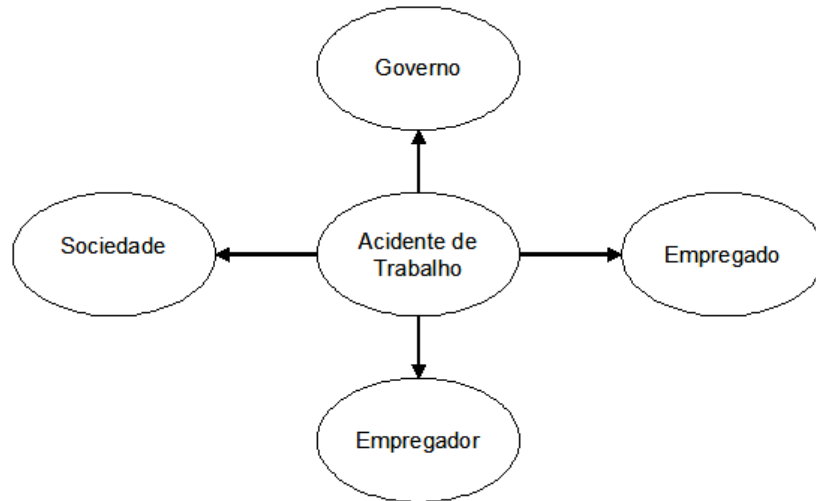 Governo
Sociedade
Acidente de
Trabalho
Empregado
Empregador